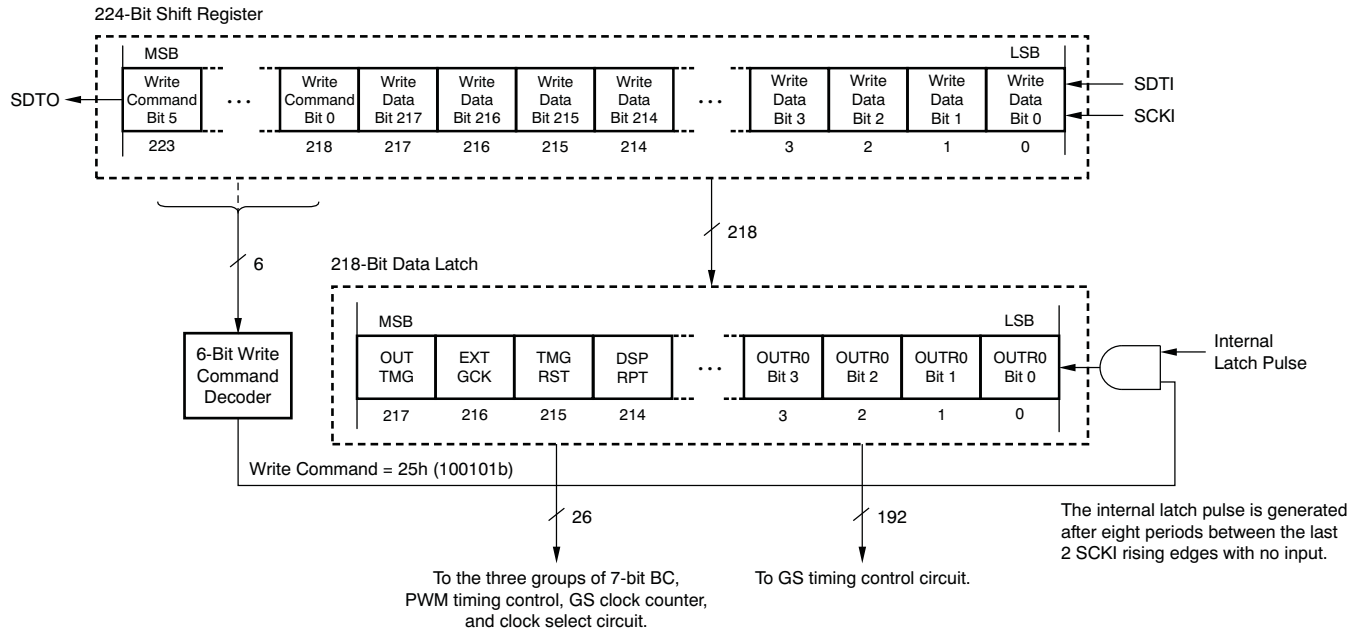 224-Bit Shift Register
MSB
LSB
SDTO
Write Command Bit 5
...
Write Command Bit 0
Write Data Bit 217
Write Data Bit 216
Write Data Bit 215
Write Data Bit 214
...
Write Data Bit 3
Write Data Bit 2
Write Data Bit 1
Write Data Bit 0
SDTI
SCKI
223
218
217
216
215
214
3
2
1
0
218
6
218-Bit Data Latch
MSB
LSB
6-Bit Write
Command
Decoder
OUT TMG
EXT GCK
TMG RST
DSP RPT
...
OUTR0 Bit 3
OUTR0 Bit 2
OUTR0 Bit 1
OUTR0 Bit 0
Internal
Latch Pulse
217
216
215
214
3
2
1
0
Write Command = 25h (100101b)
26
192
The internal latch pulse is generated
after eight periods between the last
2 SCKI rising edges with no input.
To the three groups of 7-bit BC,
PWM timing control, GS clock counter,
and clock select circuit.
To GS timing control circuit.